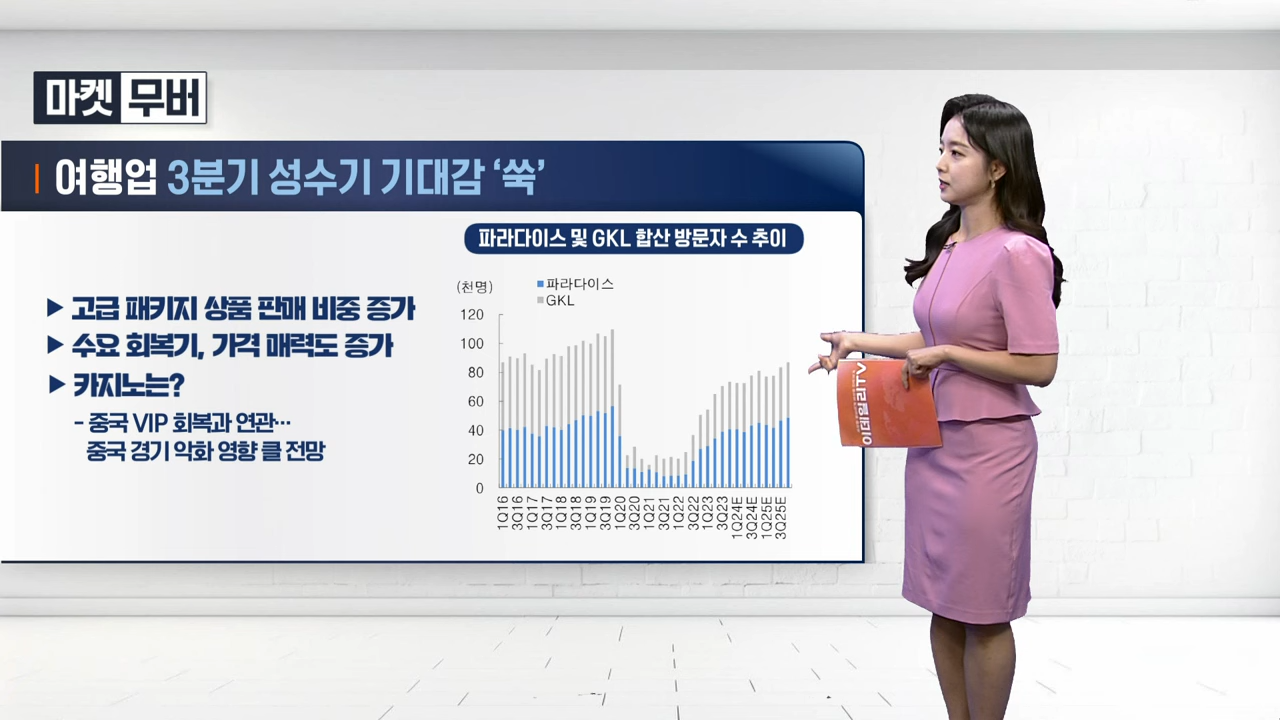 마켓무버
여행업 3분기 성수기 기대감 ‘쑥’
파라다이스 및 GKL 합산 방문자 수 추이
▶ 고급 패키지 상품 판매 비중 증가
▶ 수요 회복기, 가격 매력도 증가
▶ 카지노는?
- 중국 VIP 회복과 연관…
중국 경기 악화 영향 클 전망
(천명)
파라다이스
GKL
120
100
80
60
40
20
0
1Q16
3Q16
1Q17
3Q17
1Q18
3Q18
1Q19
3Q19
1Q20
3Q20
1Q21
3Q21
1Q22
3Q22
1Q23
3Q23
1Q24E
3Q24E
1Q25E
3Q25E
이데일리TV